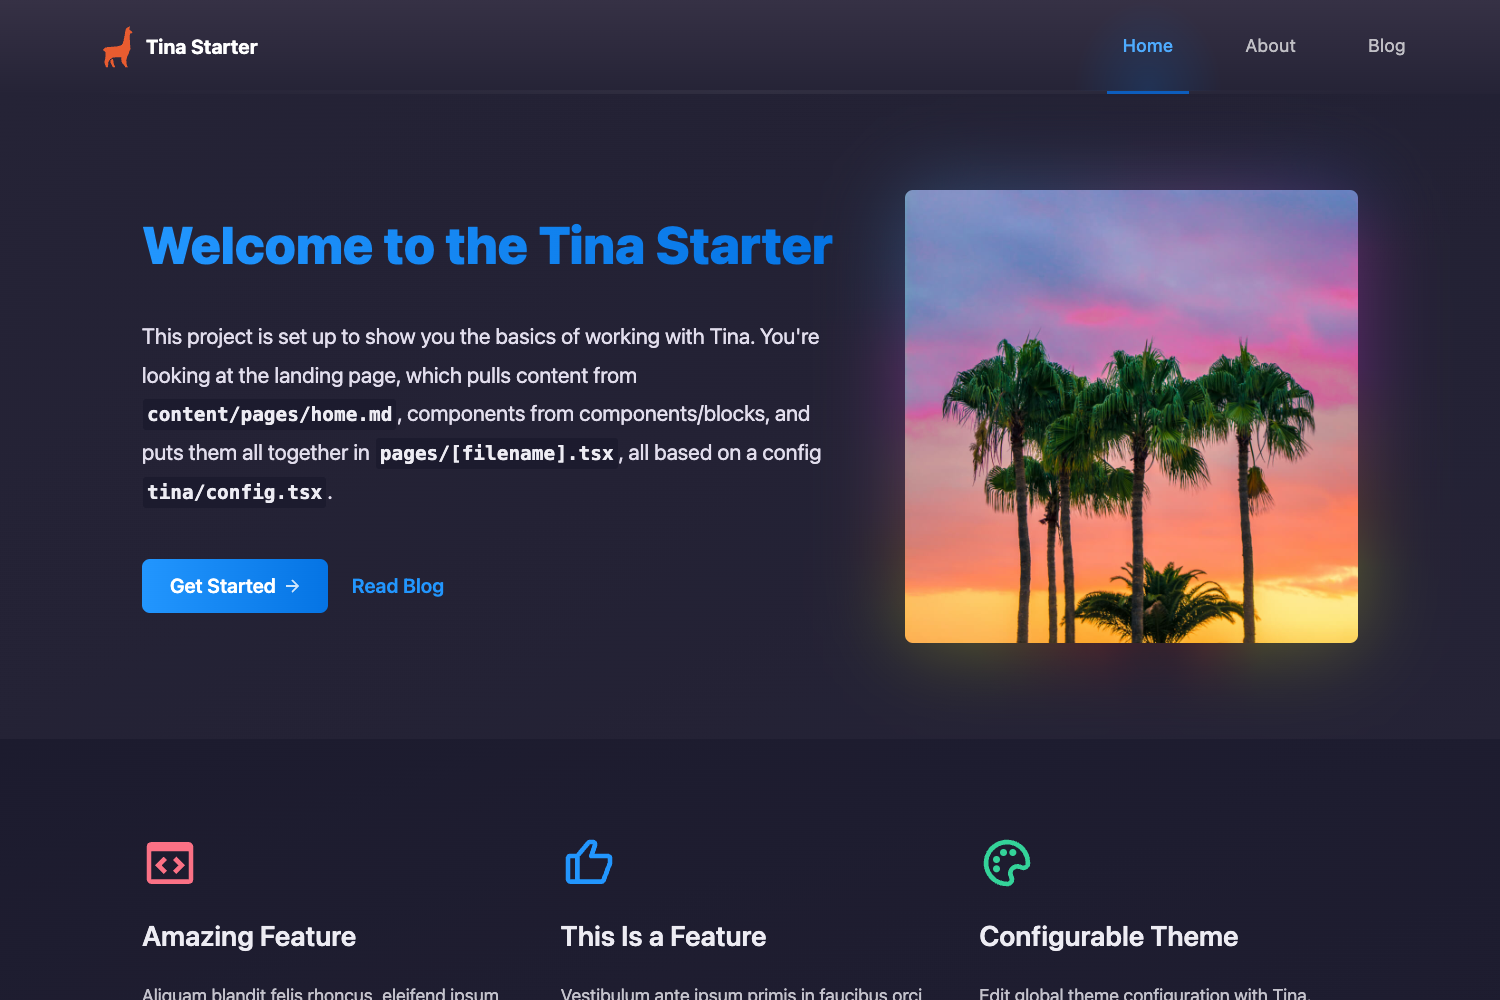 Tina Starter
Home
About
Blog
Welcome to the Tina Starter
This project is set up to show you the basics of working with Tina. You're
looking at the landing page, which pulls content from
content/pages/home.md, components from components/blocks, and
puts them all together in pages/[filename].tsx, all based on a config
tina/config.tsx.
Get Started →
Read Blog
Amazing Feature
This Is a Feature
Configurable Theme
Aliquam blandit felis rhoncus, eleifend ipsum
Vestibulum ante ipsum primis in faucibus orci
Edit global theme configuration with Tina.